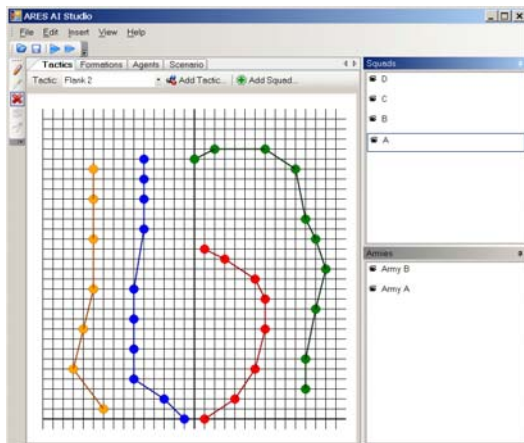 ARES AI Studio
File Edit Insert View Help
Tactics Formations Agents Scenario
Tactic: Flank 2 Add Tactic... Add Squad...
Squads
D
C
B
A
Armies
Army B
Army A